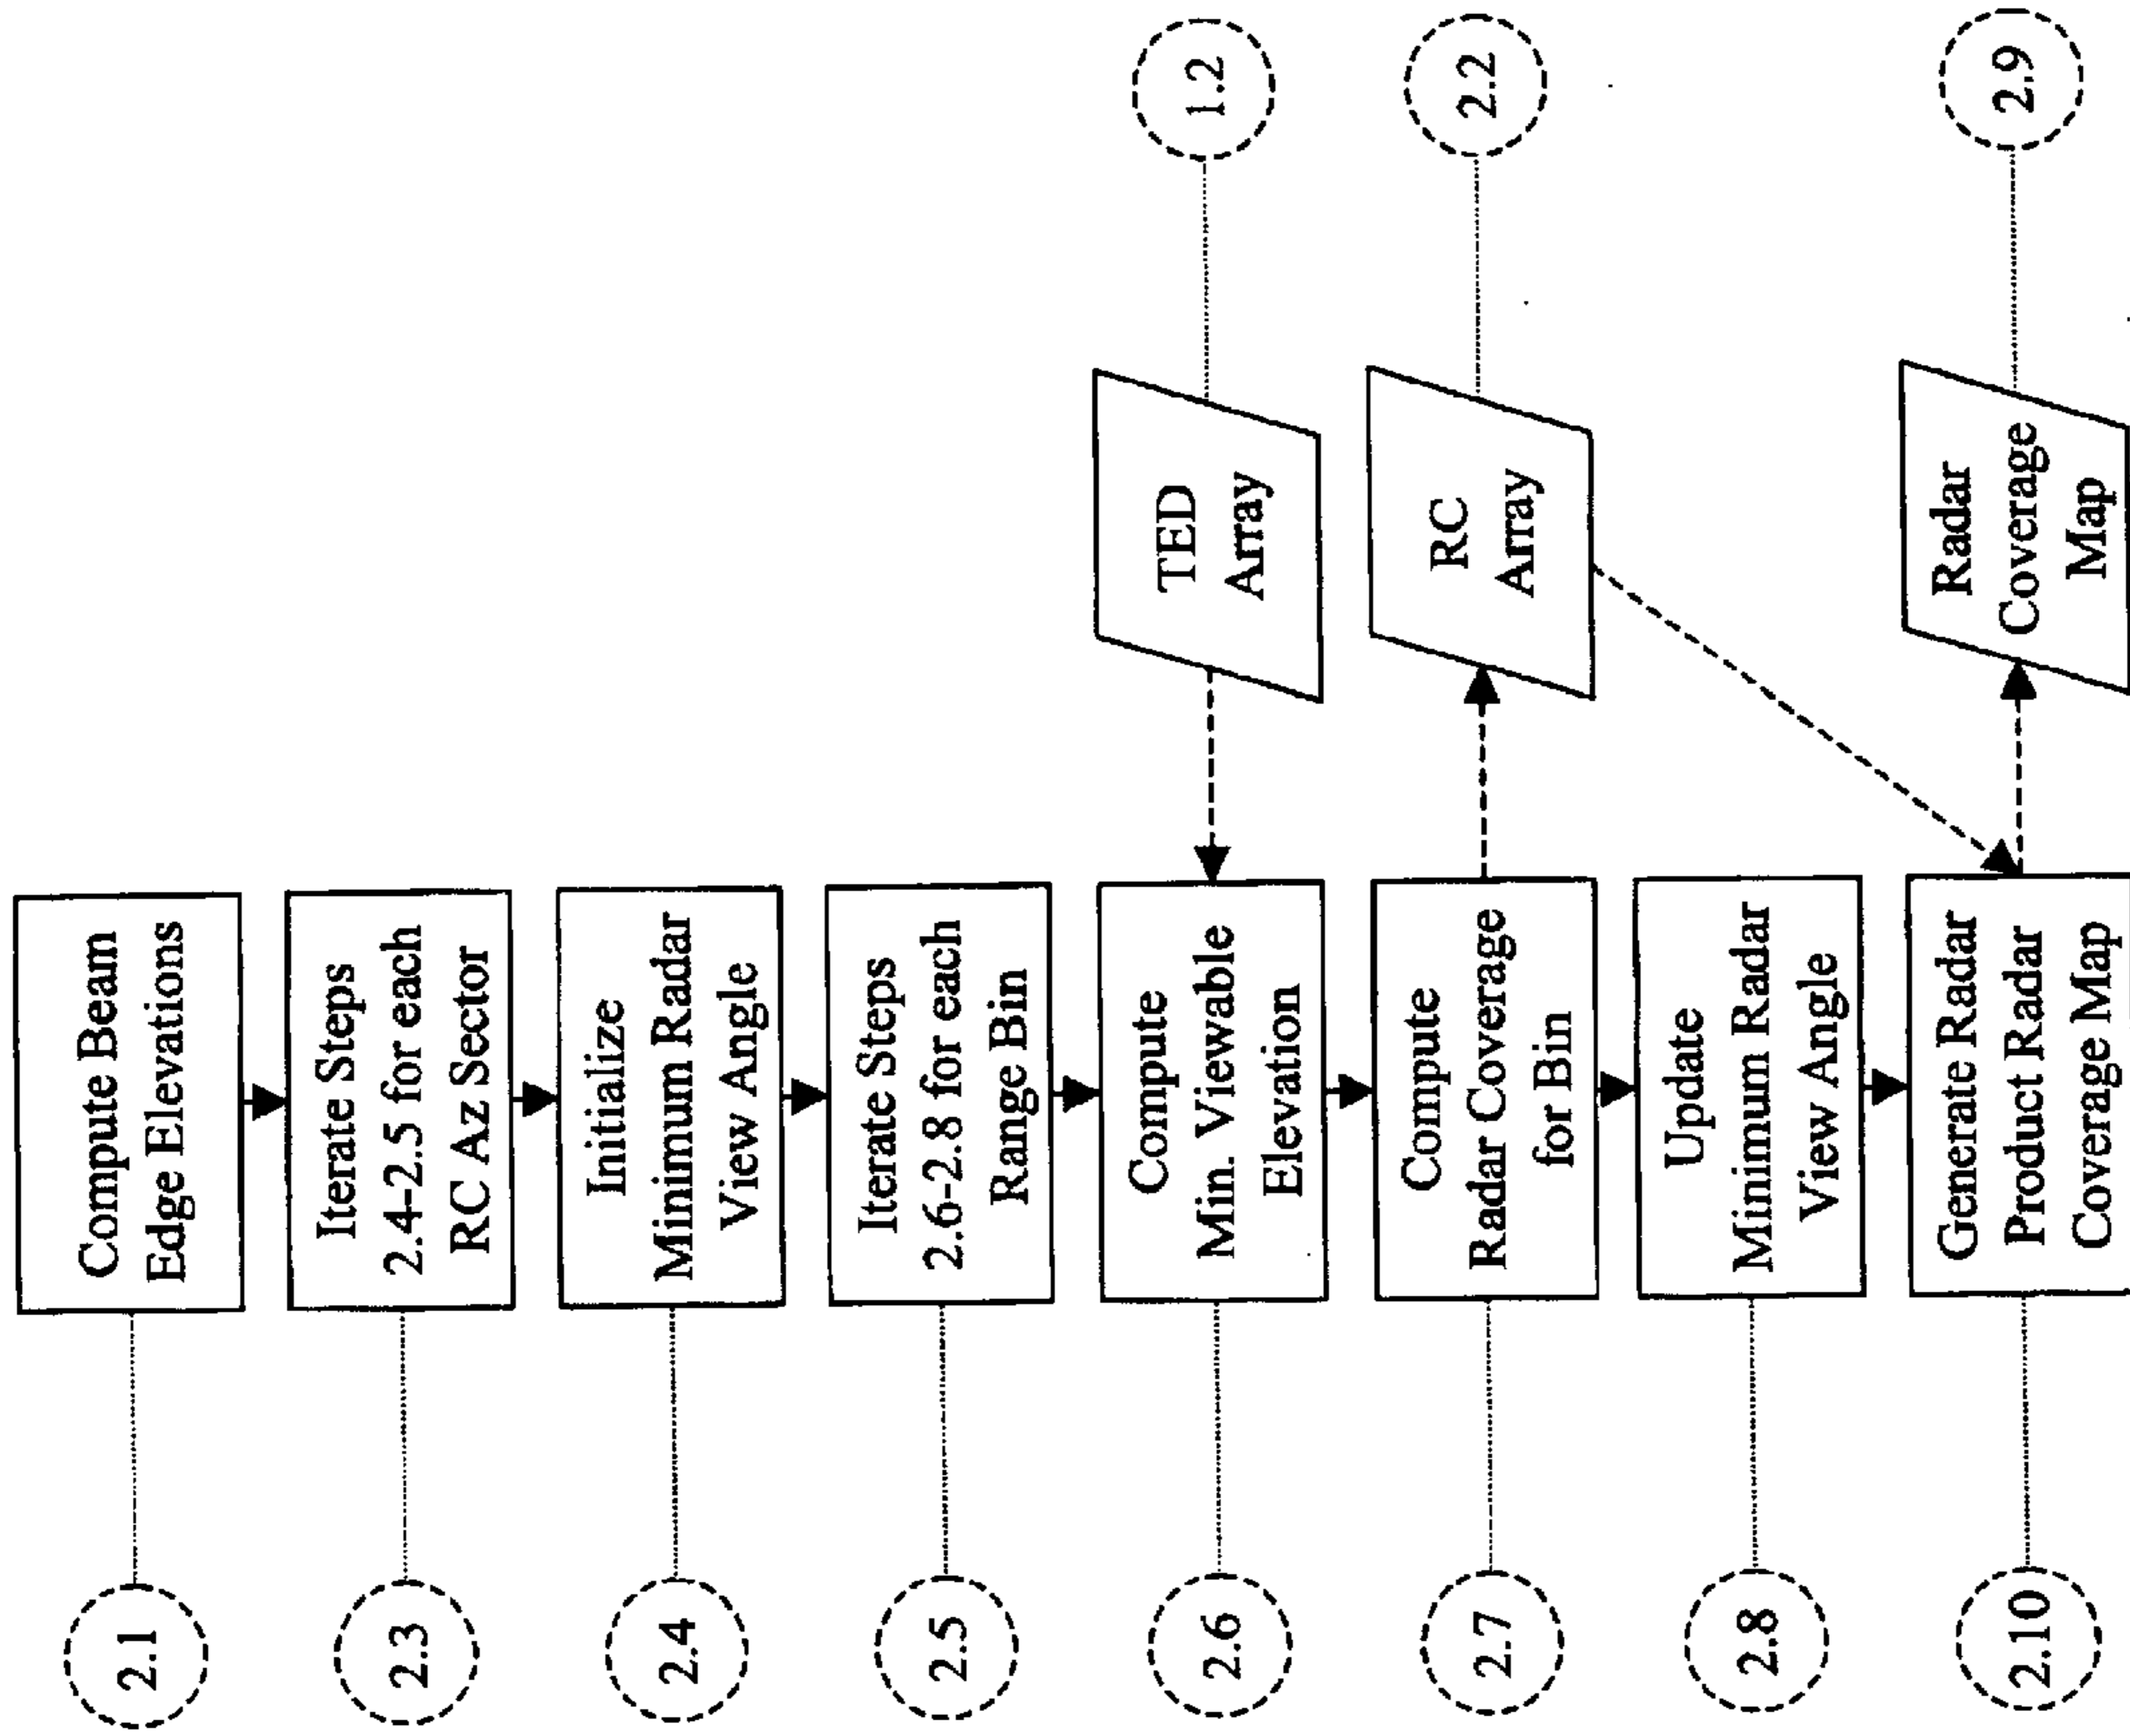 2.1
Compute Beam
Edge Elevations
2.3
Iterate Steps
2.4-2.5 for each
RC Az Sector
2.4
Initialize
Minimum Radar
View Angle
2.5
Iterate Steps
2.6-2.8 for each
Range Bin
2.6
Compute
Min. Viewable
Elevation
TED
Array
1.2
2.7
Compute
Radar Coverage
for Bin
RC
Array
2.2
2.8
Update
Minimum Radar
View Angle
2.10
Generate Radar
Product Radar
Coverage Map
Radar
Coverage
Map
2.9